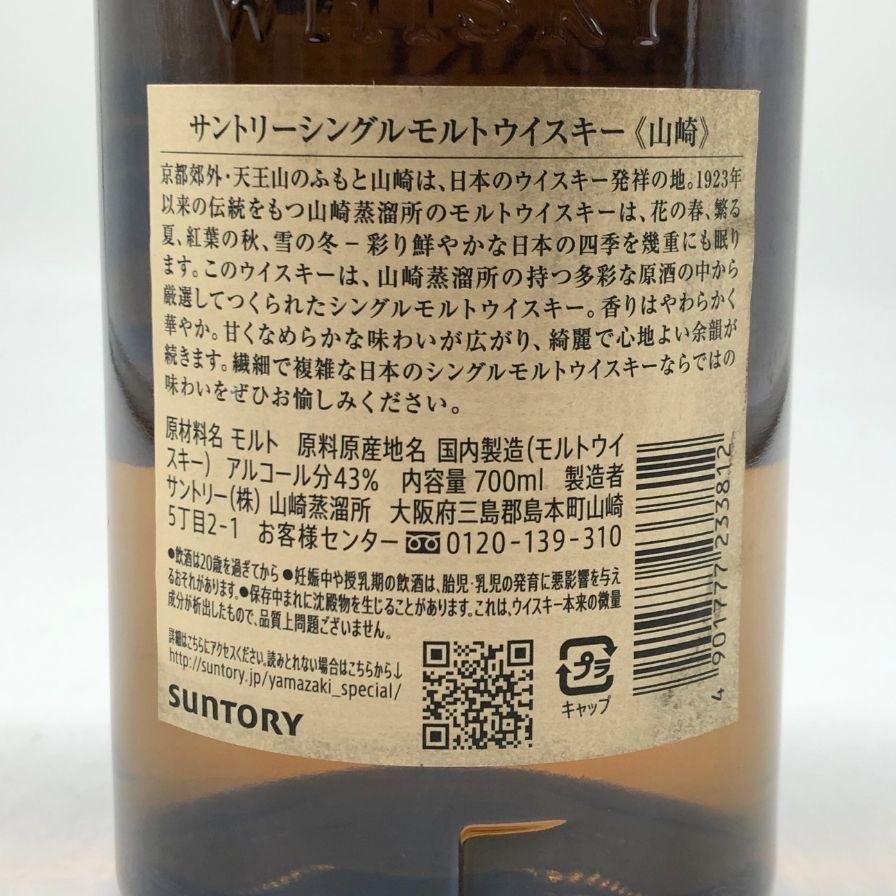 WHISKY
サントリーシングルモルトウイスキー《山崎》
京都郊外・天王山のふもと山崎は、日本のウイスキー発祥の地。1923年
以来の伝統をもつ山崎蒸溜所のモルトウイスキーは、花の春、繁る
夏、紅葉の秋、雪の冬－彩り鮮やかな日本の四季を幾重にも眠り
ます。このウイスキーは、山崎蒸溜所の持つ多彩な原酒の中から
厳選してつくられたシングルモルトウイスキー。香りはやわらかく
華やか。甘くなめらかな味わいが広がり、綺麗で心地よい余韻が
続きます。繊細で複雑な日本のシングルモルトウイスキーならではの
味わいをぜひお愉しみください。
原材料名 モルト 原料原産地名 国内製造(モルトウイ
スキー) アルコール分43% 内容量 700ml 製造者
サントリー(株) 山崎蒸溜所 大阪府三島郡島本町山崎
5丁目2-1 お客様センター 0120-139-310
●飲酒は20歳を過ぎてから ●妊娠中や授乳期の飲酒は、胎児・乳児の発育に悪影響を与え
るおそれがあります。●保存中まれに沈殿物を生じることがあります。これは、ウイスキー本来の微量
成分が析出したもので、品質上問題ございません。
詳細はこちらにアクセスください。読みとれない場合はこちらから↓
http://suntory.jp/yamazaki_special/
SUNTORY
プラ
キャップ
4 901777 233812